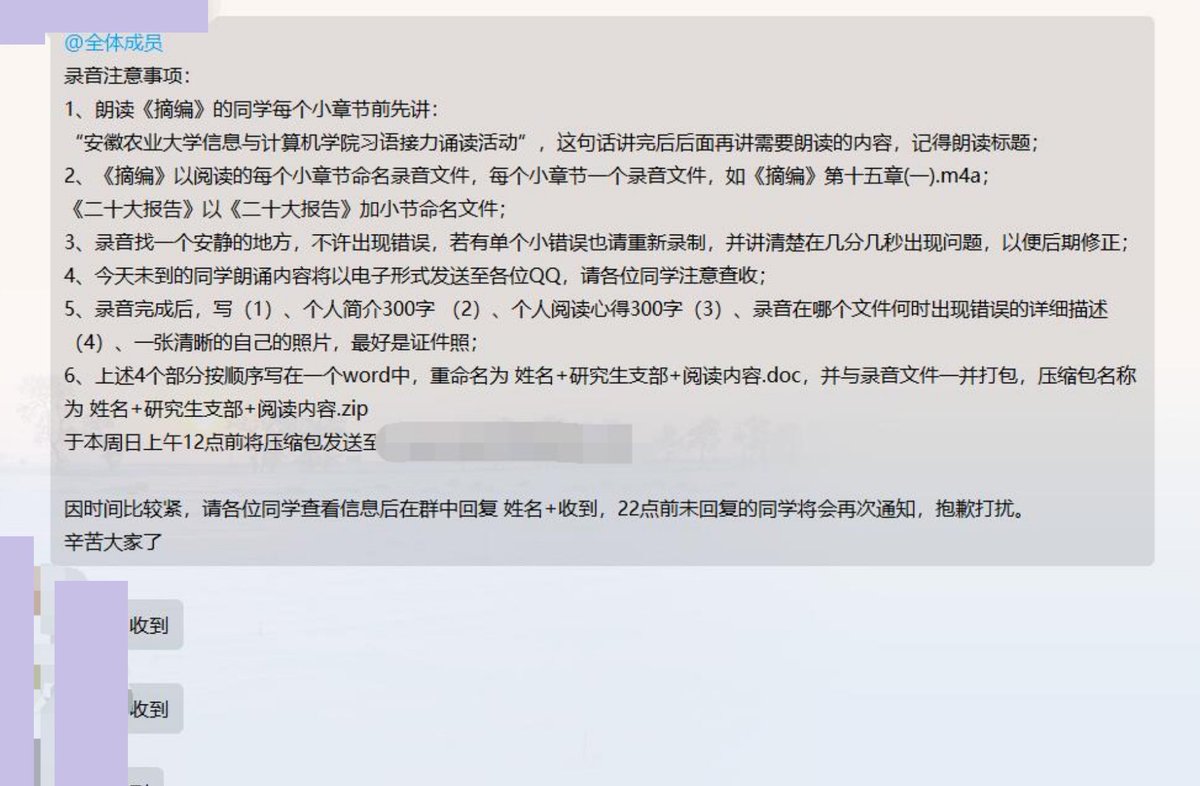 @全体成员
录音注意事项：
1、朗读《摘编》的同学每个小章节前先讲：
“安徽农业大学信息与计算机学院习语接力诵读活动”，这句话讲完后后面再讲需要朗读的内容，记得朗读标题；
2、《摘编》以阅读的每个小章节命名录音文件，每个小章节一个录音文件，如《摘编》第十五章(一).m4a；
《二十大报告》以《二十大报告》加小节命名文件；
3、录音找一个安静的地方，不许出现错误，若有单个小错误也请重新录制，并讲清楚在几分几秒出现问题，以便后期修正；
4、今天未到的同学朗诵内容将以电子形式发送至各位QQ，请各位同学注意查收；
5、录音完成后，写（1）、个人简介300字 （2）、个人阅读心得300字（3）、录音在哪个文件何时出现错误的详细描述
（4）、一张清晰的自己的照片，最好是证件照；
6、上述4个部分按顺序写在一个word中，重命名为 姓名+研究生支部+阅读内容.doc，并与录音文件一并打包，压缩包名称
为 姓名+研究生支部+阅读内容.zip
于本周日上午12点前将压缩包发送至
因时间比较紧，请各位同学查看信息后在群中回复 姓名+收到，22点前未回复的同学将会再次通知，抱歉打扰。
辛苦大家了
收到
收到